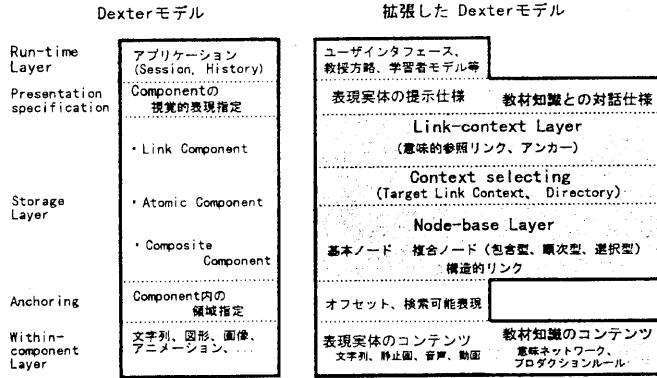 Dexterモデル
拡張した Dexterモデル
Run-time
Layer
アプリケーション
(Session, History)
ユーザインタフェース、
教授方略、学習者モデル等
Presentation
specification
Componentの
視覚的表現指定
表現実体の提示仕様
教材知識との対話仕様
Storage
Layer
・Link Component
・Atomic Component
・Composite
Component
Link-context Layer
(意味的参照リンク、アンカー)
Context selecting
(Target Link Context、 Directory)
Node-base Layer
基本ノード 複合ノード (包含型、順次型、選択型)
構造的リンク
Anchoring
Component内の
領域指定
オフセット、検索可能表現
Within-
component
Layer
文字列、図形、画像、
アニメーション、...
表現実体のコンテンツ
文字列、静止画、音声、動画
教材知識のコンテンツ
意味ネットワーク、
プロダクションルール